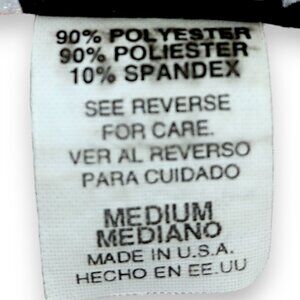 90% POLYESTER
90% POLIESTER
10% SPANDEX
SEE REVERSE
FOR CARE.
VER AL REVERSO
PARA CUIDADO
MEDIUM
MEDIANO
MADE IN U.S.A.
HECHO EN EE.UU